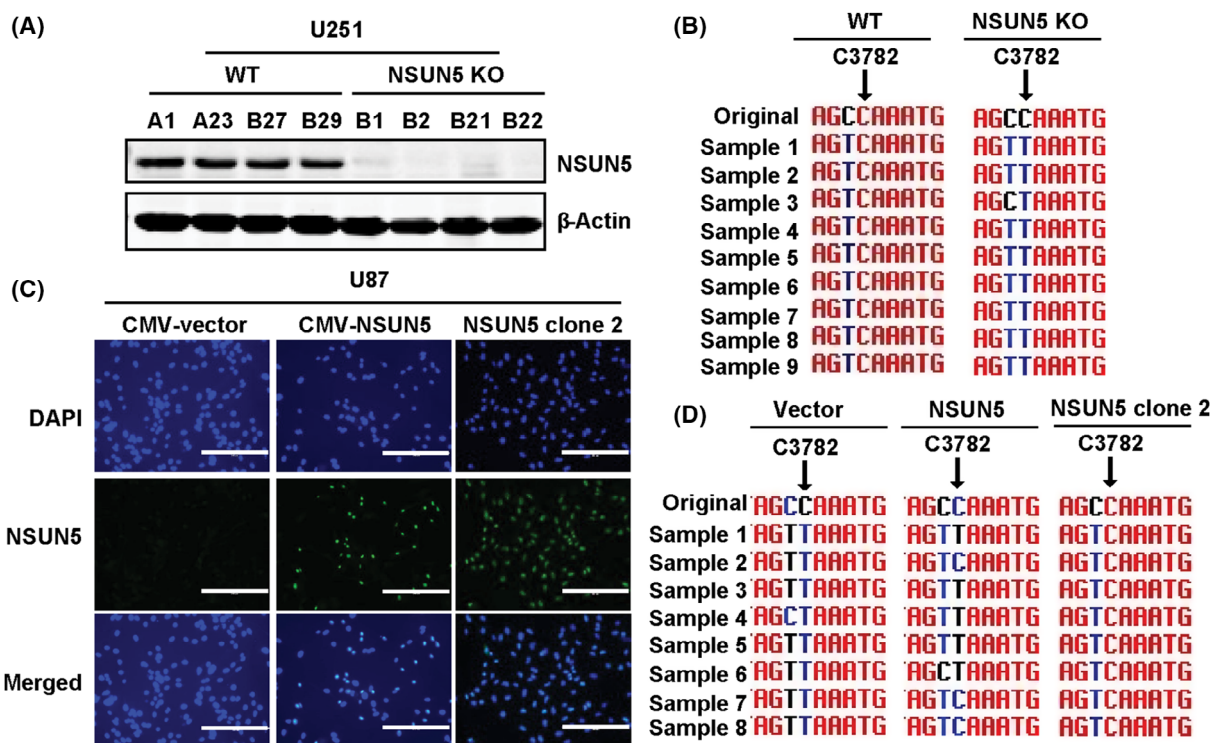 (A)
U251
WT NSUN5 KO
A1 A23 B27 B29 B1 B2 B21 B22
NSUN5
β-Actin
(B)
WT NSUN5 KO
C3782 C3782
Original AGCCAAATG AGCCAAATG
Sample 1 AGTCAAATG AGTTAAATG
Sample 2 AGTCAAATG AGTTAAATG
Sample 3 AGTCAAATG AGCTAAATG
Sample 4 AGTCAAATG AGTTAAATG
Sample 5 AGTCAAATG AGTTAAATG
Sample 6 AGTCAAATG AGTTAAATG
Sample 7 AGTCAAATG AGTTAAATG
Sample 8 AGTCAAATG AGTTAAATG
Sample 9 AGTCAAATG AGTTAAATG
(C)
U87
CMV-vector CMV-NSUN5 NSUN5 clone 2
DAPI
NSUN5
Merged
(D)
Vector NSUN5 NSUN5 clone 2
C3782 C3782 C3782
Original AGCCAAATG AGCCAAATG AGCCAAATG
Sample 1 AGTTAAATG AGTTAAATG AGTCAAATG
Sample 2 AGTTAAATG AGTCAAATG AGTCAAATG
Sample 3 AGTTAAATG AGTTAAATG AGTCAAATG
Sample 4 AGCTAAATG AGTTAAATG AGTCAAATG
Sample 5 AGTTAAATG AGTTAAATG AGTCAAATG
Sample 6 AGTTAAATG AGCTAAATG AGTCAAATG
Sample 7 AGTTAAATG AGTCAAATG AGTCAAATG
Sample 8 AGTTAAATG AGTCAAATG AGTCAAATG